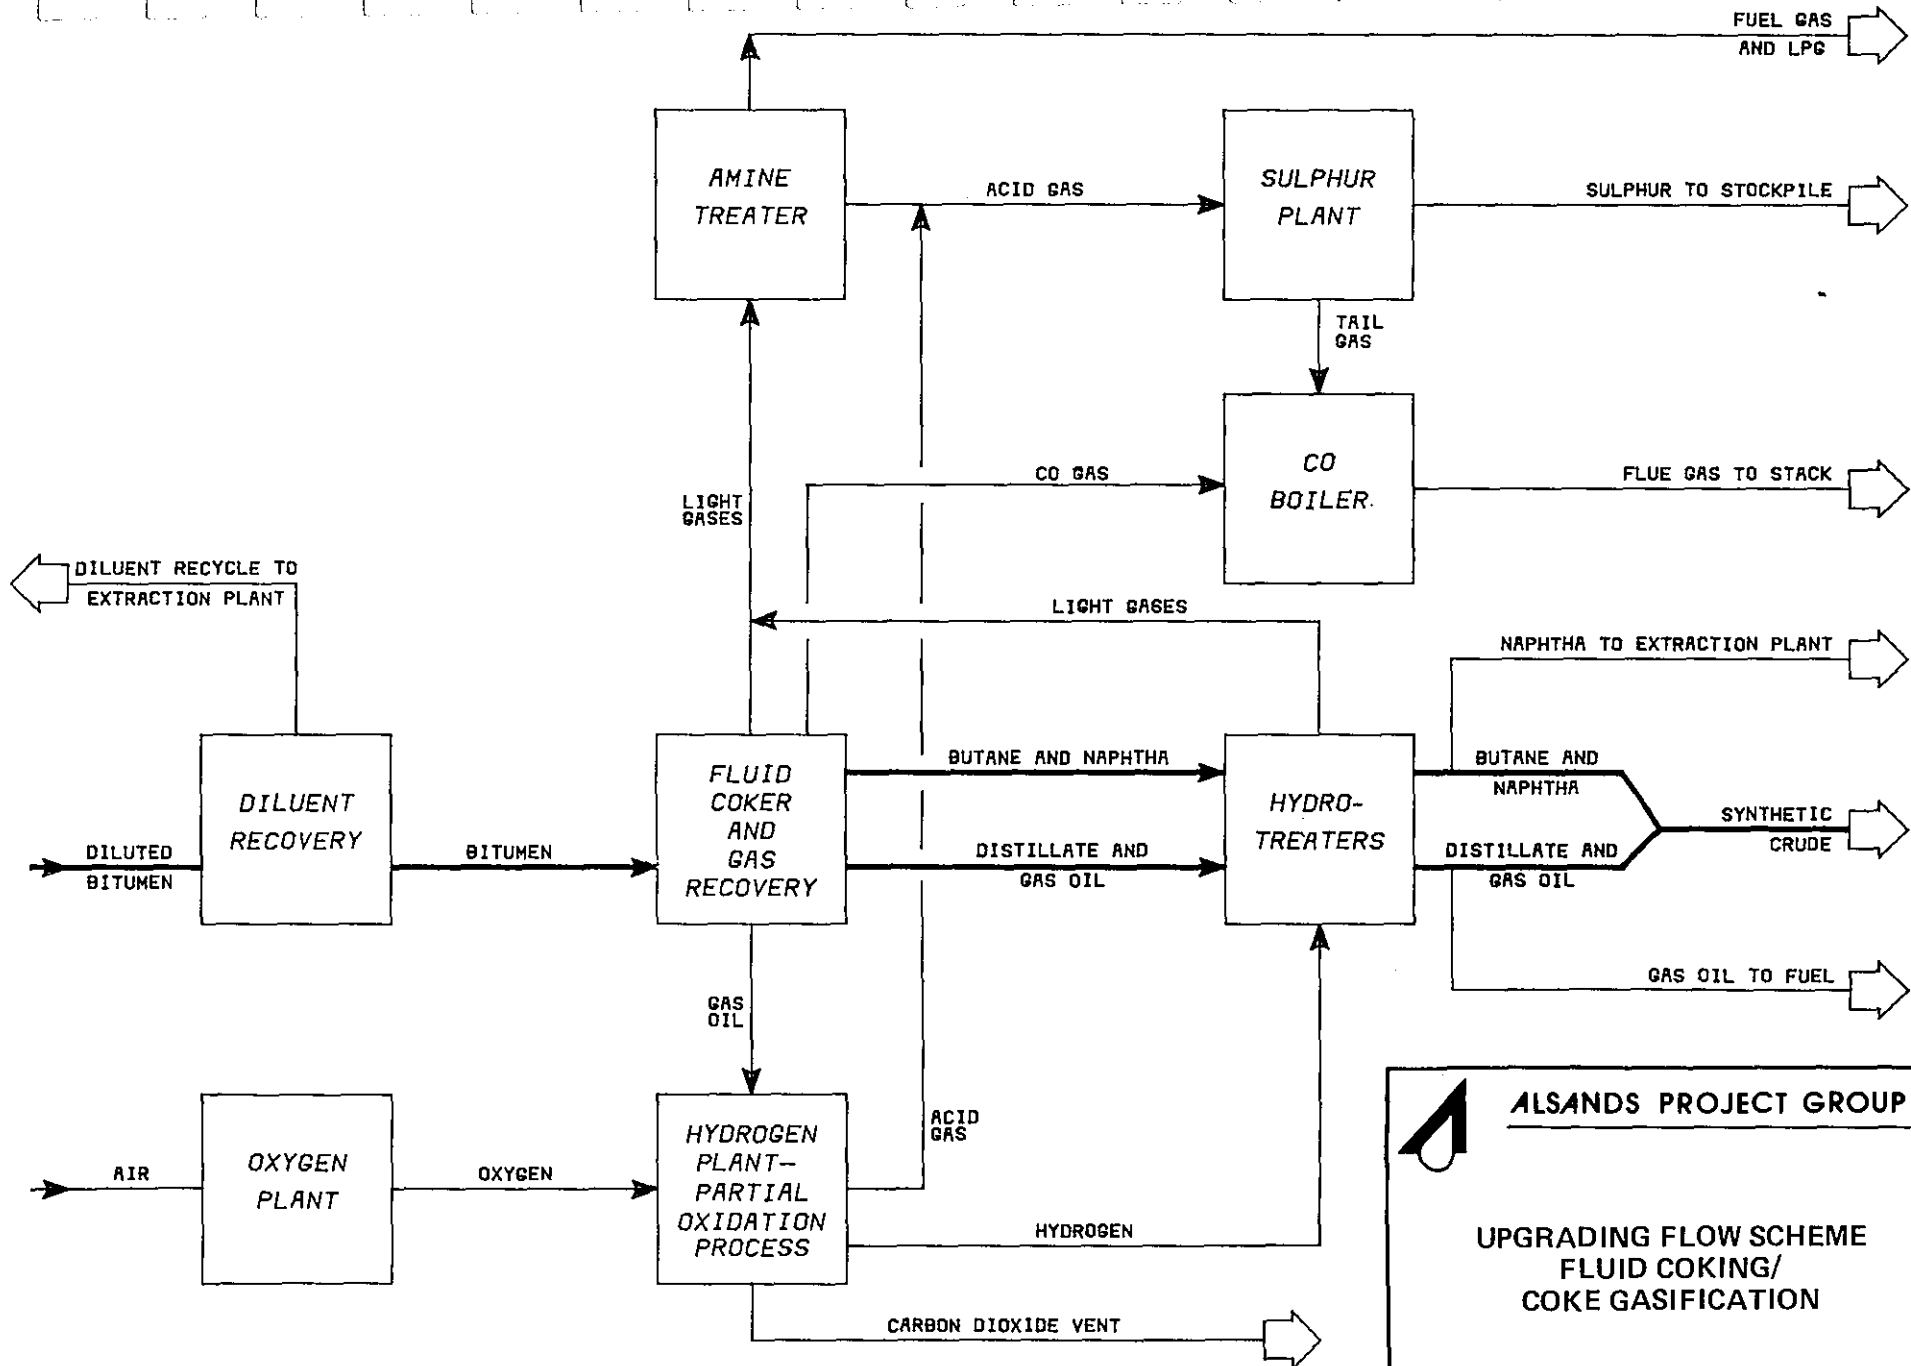 FUEL GAS
AND LPG
AMINE
TREATER
ACID GAS
SULPHUR
PLANT
SULPHUR TO STOCKPILE
TAIL
GAS
LIGHT
GASES
CO GAS
CO
BOILER.
FLUE GAS TO STACK
DILUENT RECYCLE TO
EXTRACTION PLANT
LIGHT GASES
NAPHTHA TO EXTRACTION PLANT
DILUTED
BITUMEN
DILUENT
RECOVERY
BITUMEN
FLUID
COKER
AND
GAS
RECOVERY
BUTANE AND NAPHTHA
DISTILLATE AND
GAS OIL
HYDRO-
TREATERS
BUTANE AND
NAPHTHA
DISTILLATE AND
GAS OIL
SYNTHETIC
CRUDE
GAS OIL TO FUEL
GAS
OIL
AIR
OXYGEN
PLANT
OXYGEN
HYDROGEN
PLANT-
PARTIAL
OXIDATION
PROCESS
ACID
GAS
HYDROGEN
CARBON DIOXIDE VENT
ALSANDS PROJECT GROUP
UPGRADING FLOW SCHEME
FLUID COKING/
COKE GASIFICATION